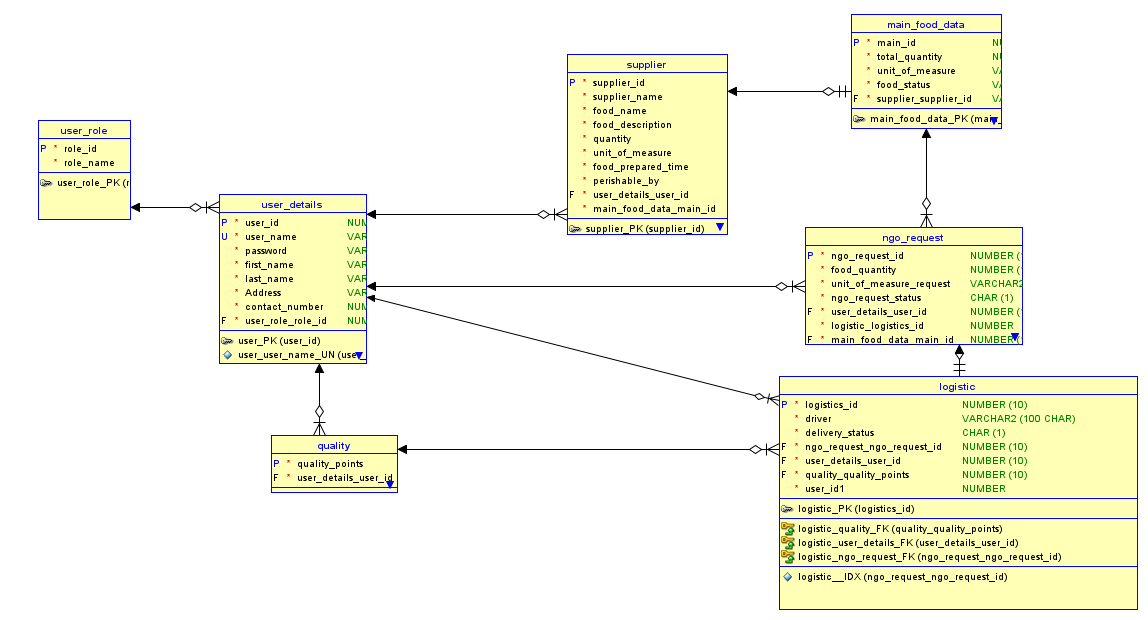 main_food_data
P * main_id NU
* total_quantity NU
* unit_of_measure VA
* food_status VA
F * supplier_supplier_id VA
main_food_data_PK (main_
supplier
P * supplier_id
* supplier_name
* food_name
* food_description
* quantity
* unit_of_measure
* food_prepared_time
* perishable_by
F * user_details_user_id
* main_food_data_main_id
supplier_PK (supplier_id)
user_role
P * role_id
* role_name
user_role_PK (r
user_details
P * user_id NUM
U * user_name VAR
* password VAR
* first_name VAR
* last_name VAR
* Address VAR
* contact_number NUM
F * user_role_role_id NUM
user_PK (user_id)
user_user_name_UN (use
ngo_request
P * ngo_request_id NUMBER (
* food_quantity NUMBER (
* unit_of_measure_request VARCHAR2
* ngo_request_status CHAR (1)
F * user_details_user_id NUMBER (
* logistic_logistics_id NUMBER
F * main_food_data_main_id NUMBER (
quality
P * quality_points
F * user_details_user_id
logistic
P * logistics_id NUMBER (10)
* driver VARCHAR2 (100 CHAR)
* delivery_status CHAR (1)
F * ngo_request_ngo_request_id NUMBER (10)
F * user_details_user_id NUMBER (10)
F * quality_quality_points NUMBER (10)
* user_id1 NUMBER
logistic_PK (logistics_id)
logistic_quality_FK (quality_quality_points)
logistic_user_details_FK (user_details_user_id)
logistic_ngo_request_FK (ngo_request_ngo_request_id)
logistic__IDX (ngo_request_ngo_request_id)